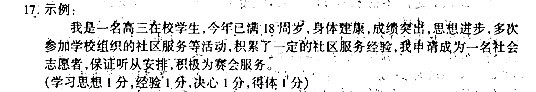 17. 示例：
我是一名高三在校学生，今年已满 18 周岁，身体健康，成绩突出，思想进步，多次
参加学校组织的社区服务等活动，积累了一定的社区服务经验，我申请成为一名社会
志愿者，保证听从安排，积极为赛会服务。
（学习思想 1 分，经验 1 分，决心 1 分，得体 1 分）